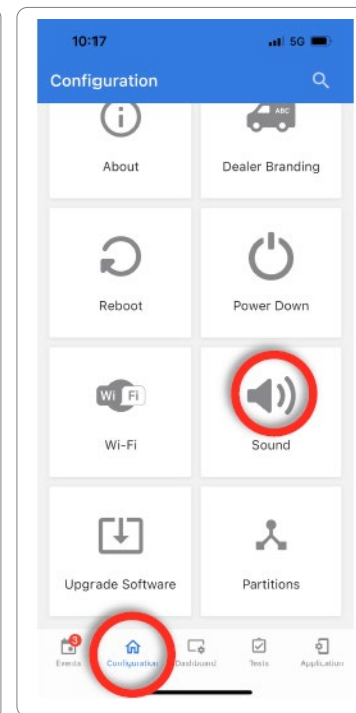 10:17 5G
Configuration
ABC
About Dealer Branding
Reboot Power Down
Wi Fi
Wi-Fi Sound
Upgrade Software Partitions
3
Events Configuration Dashboard Tests Application